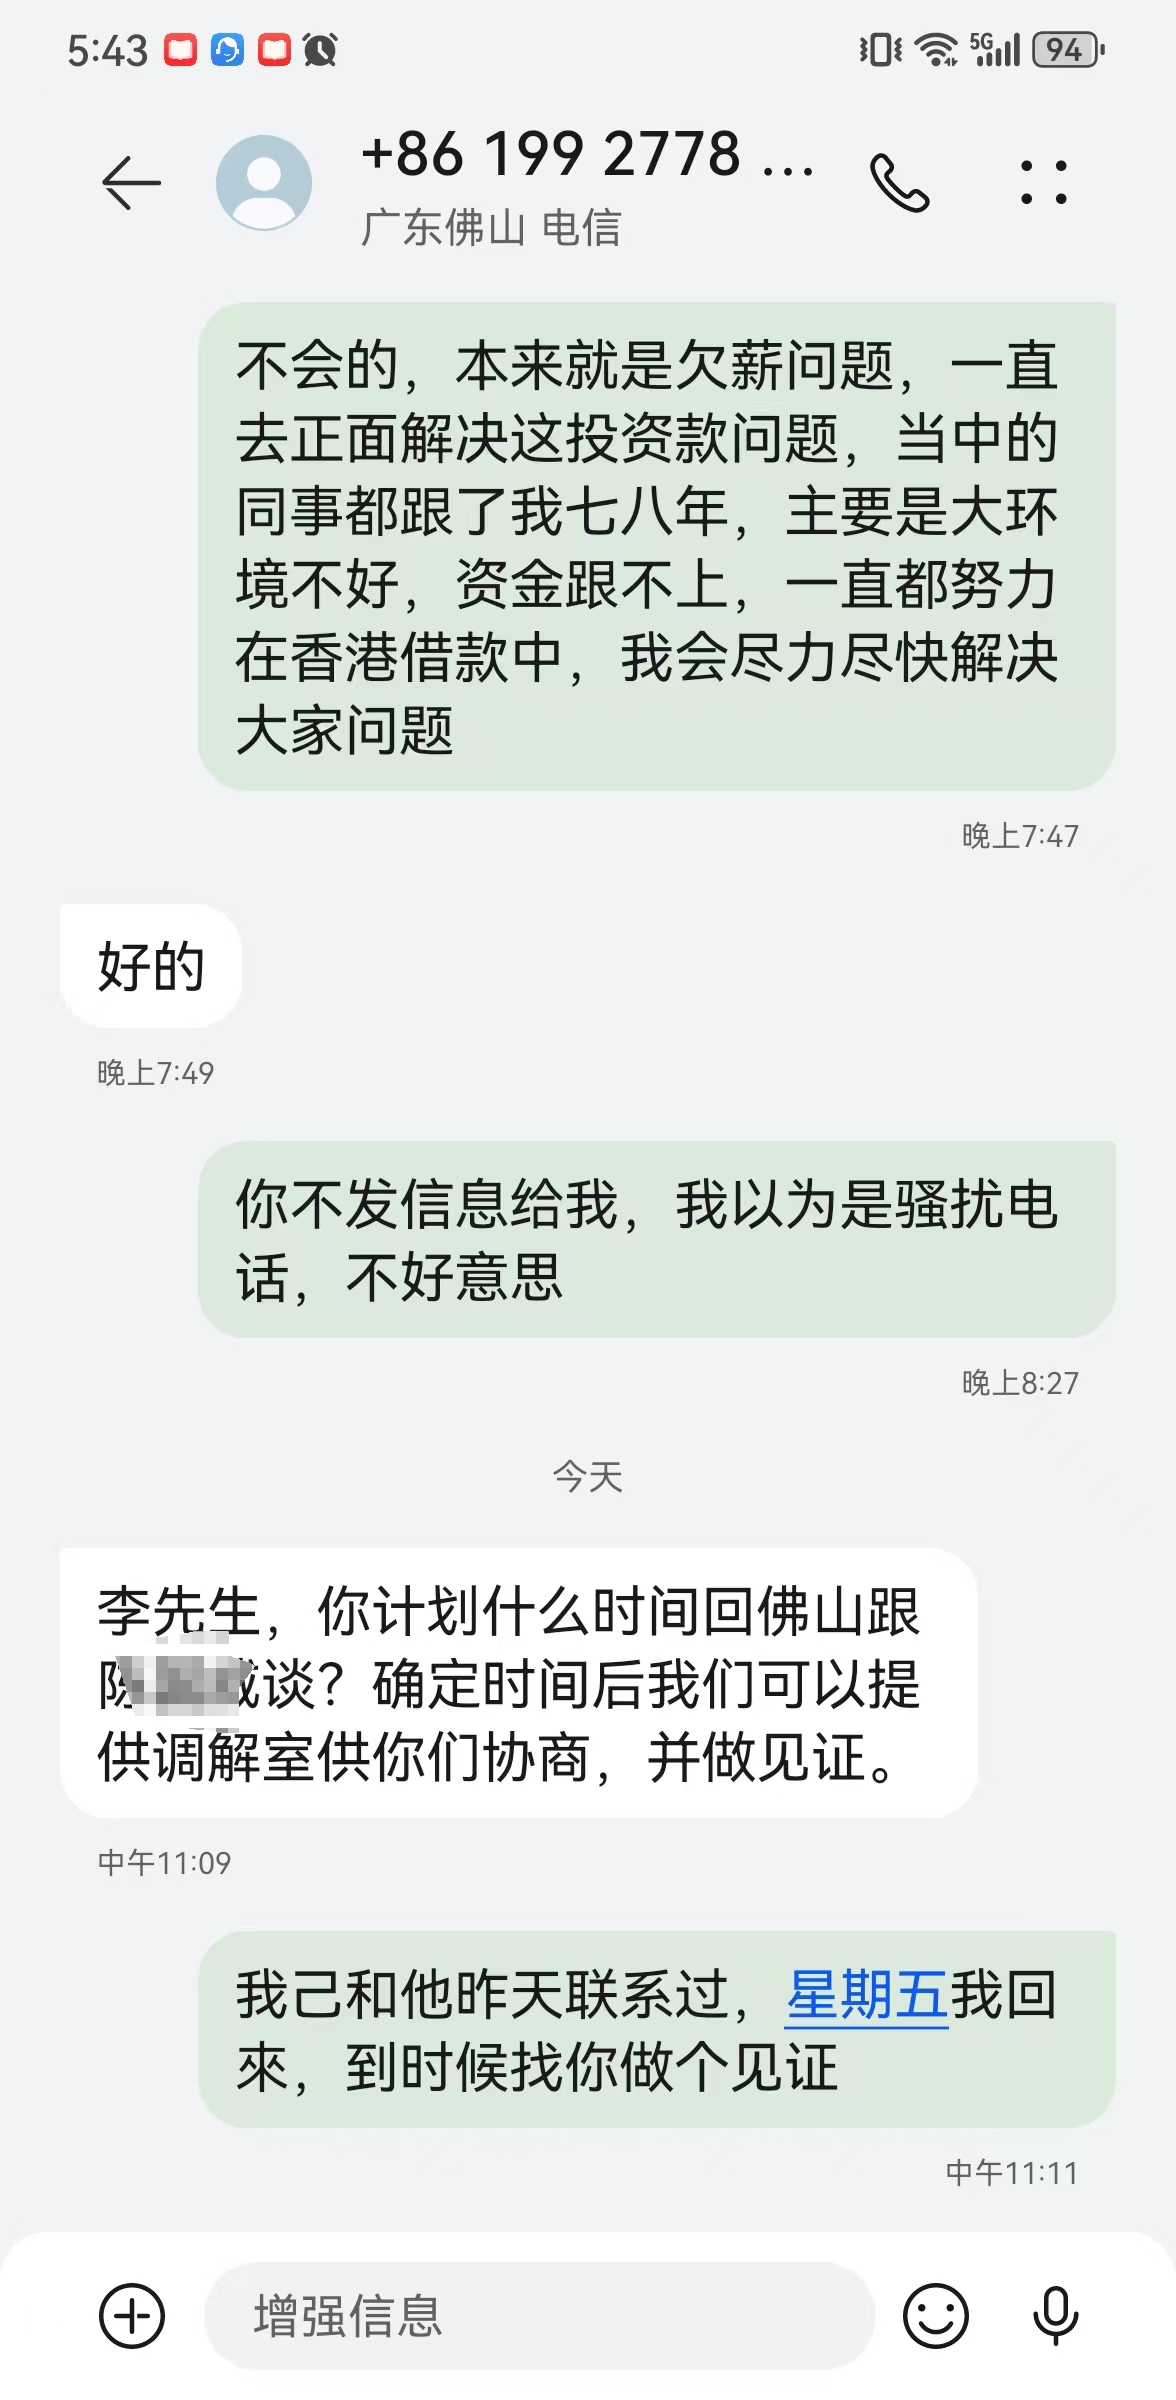 5:43
5G
94
+86 199 2778 ...
广东佛山 电信
不会的，本来就是欠薪问题，一直
去正面解决这投资款问题，当中的
同事都跟了我七八年，主要是大环
境不好，资金跟不上，一直都努力
在香港借款中，我会尽力尽快解决
大家问题
晚上7:47
好的
晚上7:49
你不发信息给我，我以为是骚扰电
话，不好意思
晚上8:27
今天
李先生，你计划什么时间回佛山跟
谈？确定时间后我们可以提
供调解室供你们协商，并做见证。
中午11:09
我己和他昨天联系过，星期五我回
來，到时候找你做个见证
中午11:11
增强信息